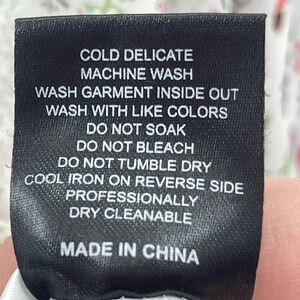 COLD DELICATE
MACHINE WASH
WASH GARMENT INSIDE OUT
WASH WITH LIKE COLORS
DO NOT SOAK
DO NOT BLEACH
DO NOT TUMBLE DRY
COOL IRON ON REVERSE SIDE
PROFESSIONALLY
DRY CLEANABLE
MADE IN CHINA